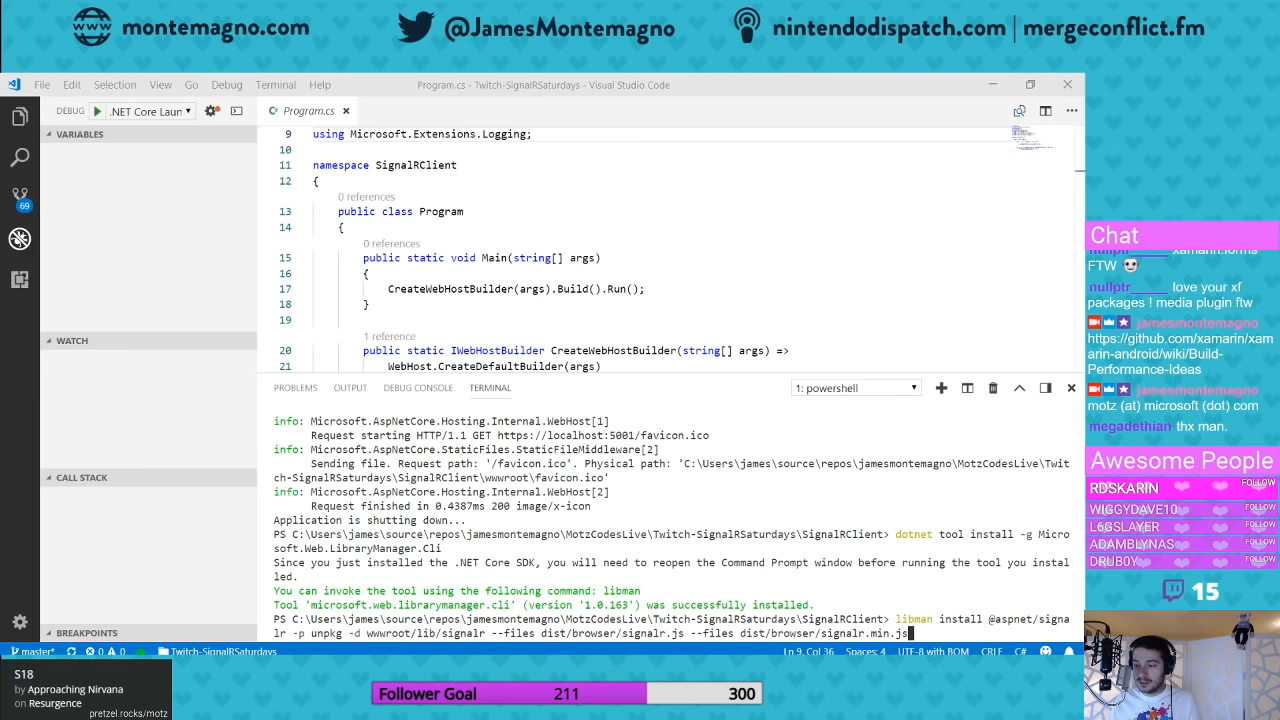 montemagno.com
@JamesMontemagno
nintendodispatch.com | mergeconflict.fm
File Edit Selection View Go Debug Terminal Help
Program.cs - Twitch-SignalRSaturdays - Visual Studio Code
DEBUG .NET Core Laun
C# Program.cs
VARIABLES
9 using Microsoft.Extensions.Logging;
10
11 namespace SignalRClient
12 {
0 references
13 public class Program
14 {
0 references
15 public static void Main(string[] args)
16 {
17 CreateWebHostBuilder(args).Build().Run();
18 }
19
1 reference
20 public static IWebHostBuilder CreateWebHostBuilder(string[] args) =>
21 WebHost.CreateDefaultBuilder(args)
69
WATCH
CALL STACK
BREAKPOINTS
PROBLEMS OUTPUT DEBUG CONSOLE TERMINAL
1: powershell
info: Microsoft.AspNetCore.Hosting.Internal.WebHost[1]
Request starting HTTP/1.1 GET https://localhost:5001/favicon.ico
info: Microsoft.AspNetCore.StaticFiles.StaticFileMiddleware[2]
Sending file. Request path: '/favicon.ico'. Physical path: 'C:\Users\james\source\repos\jamesmontemagno\MotzCodesLive\Twit
ch-SignalRSaturdays\SignalRClient\wwwroot\favicon.ico'
info: Microsoft.AspNetCore.Hosting.Internal.WebHost[2]
Request finished in 0.4387ms 200 image/x-icon
Application is shutting down...
PS C:\Users\james\source\repos\jamesmontemagno\MotzCodesLive\Twitch-SignalRSaturdays\SignalRClient> dotnet tool install -g Micro
soft.Web.LibraryManager.Cli
Since you just installed the .NET Core SDK, you will need to reopen the Command Prompt window before running the tool you instal
led.
You can invoke the tool using the following command: libman
Tool 'microsoft.web.librarymanager.cli' (version '1.0.163') was successfully installed.
PS C:\Users\james\source\repos\jamesmontemagno\MotzCodesLive\Twitch-SignalRSaturdays\SignalRClient> libman install @aspnet/signa
lr -p unpkg -d wwwroot/lib/signalr --files dist/browser/signalr.js --files dist/browser/signalr.min.js
master* 0 0 Twitch-SignalRSaturdays
Ln 9, Col 36 Spaces: 4 UTF-8 with BOM CRLF C#
Chat
nullptr_____ xamarin.forms
FTW
nullptr_____ love your xf
packages ! media plugin ftw
jamesmontemagno
https://github.com/xamarin/xam
arin-android/wiki/Build-
Performance-Ideas
jamesmontemagno
motz (at) microsoft (dot) com
megadethian thx man.
Awesome People
RDSKARIN FOLLOW
WIGGYDAVE10 FOLLOW
L6GSLAYER FOLLOW
ADAMBLYNAS FOLLOW
DRUB0Y FOLLOW
15
S18
by Approaching Nirvana
on Resurgence
pretzel.rocks/motz
Follower Goal 211 300